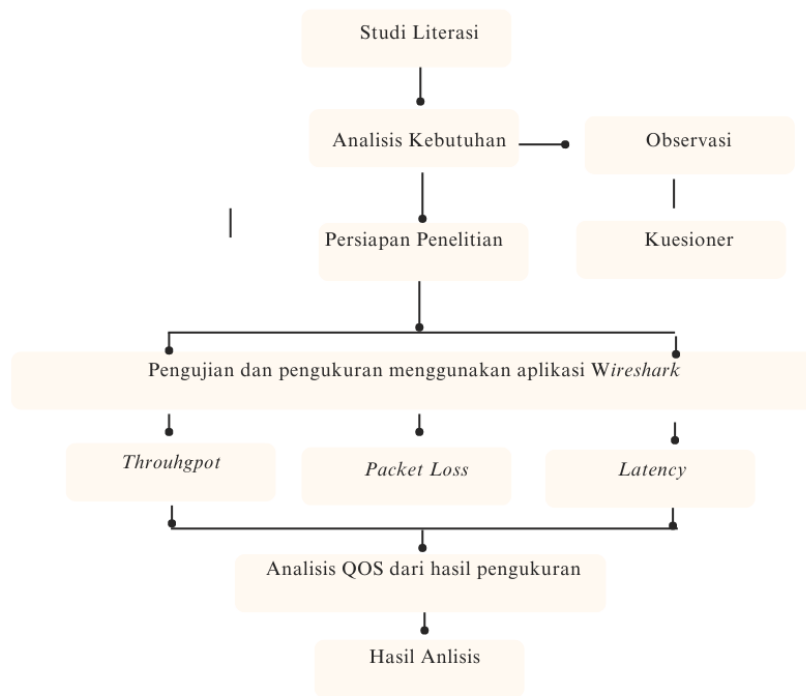 Studi Literasi
Analisis Kebutuhan
Observasi
Persiapan Penelitian
Kuesioner
Pengujian dan pengukuran menggunakan aplikasi Wireshark
Throuhgpot
Packet Loss
Latency
Analisis QOS dari hasil pengukuran
Hasil Anlisis